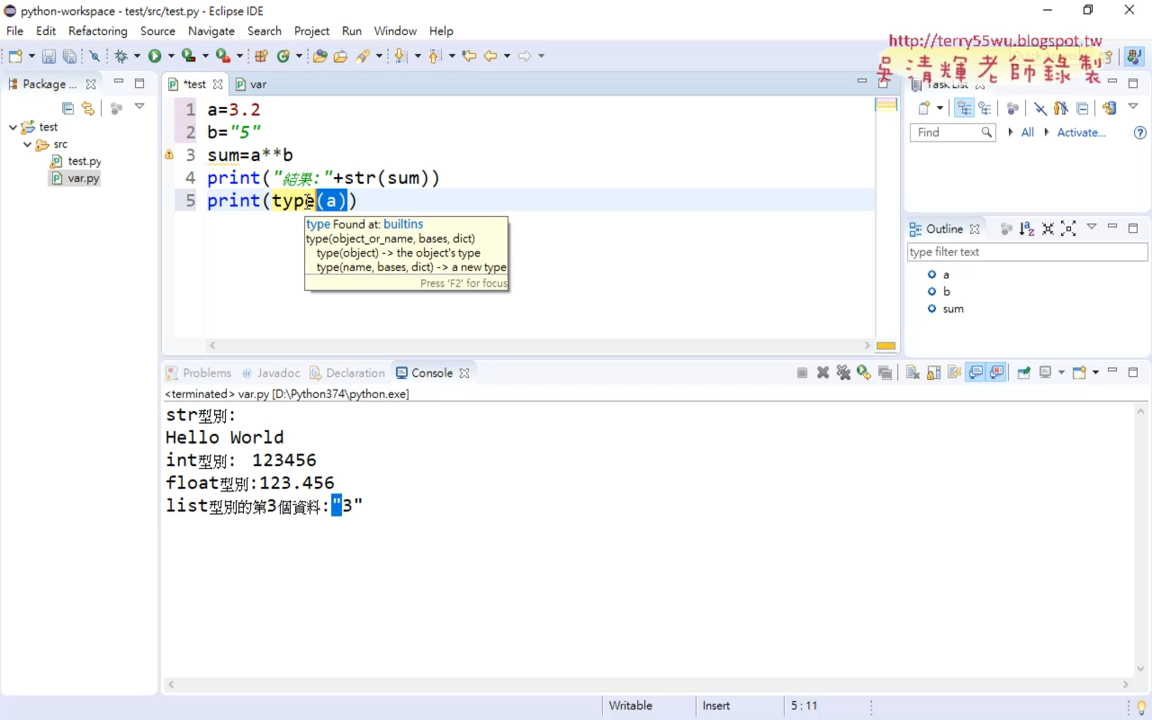 python-workspace - test/src/test.py - Eclipse IDE
File Edit Refactoring Source Navigate Search Project Run Window Help
http://terry55wu.blogspot.tw
吳清輝老師錄製
Package ...
*test
var
Task List
test
src
test.py
var.py
1 a=3.2
2 b="5"
3 sum=a**b
4 print("結果:"+str(sum))
5 print(type(a))
type Found at: builtins
type(object_or_name, bases, dict)
type(object) -> the object's type
type(name, bases, dict) -> a new type
Press 'F2' for focus
Find All Activate...
Outline
type filter text
a
b
sum
Problems Javadoc Declaration Console
<terminated> var.py [D:\Python374\python.exe]
str型別:
Hello World
int型別: 123456
float型別:123.456
list型別的第3個資料:"3"
Writable Insert 5 : 11